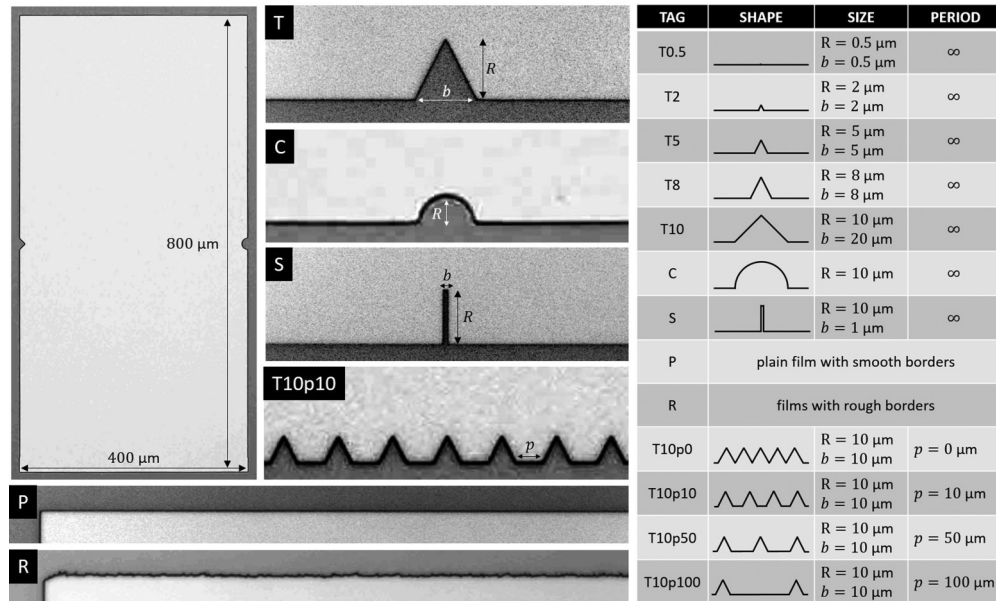 800 µm
400 µm
T
R
b
C
R
S
b
R
T10p10
p
P
R
TAG SHAPE SIZE PERIOD
T0.5 R = 0.5 µm ∞
b = 0.5 µm
T2 R = 2 µm ∞
b = 2 µm
T5 R = 5 µm ∞
b = 5 µm
T8 R = 8 µm ∞
b = 8 µm
T10 R = 10 µm ∞
b = 20 µm
C R = 10 µm ∞
S R = 10 µm ∞
b = 1 µm
P plain film with smooth borders
R films with rough borders
T10p0 R = 10 µm p = 0 µm
b = 10 µm
T10p10 R = 10 µm p = 10 µm
b = 10 µm
T10p50 R = 10 µm p = 50 µm
b = 10 µm
T10p100 R = 10 µm p = 100 µm
b = 10 µm